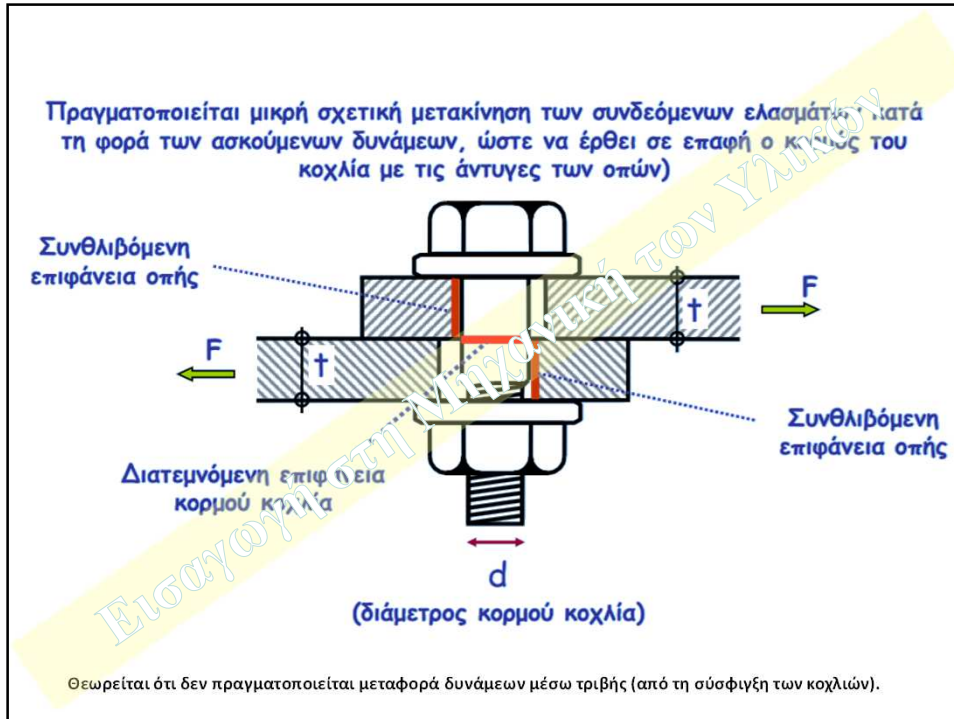 Πραγματοποιείται μικρή σχετική μετακίνηση των συνδεόμενων ελασμάτων κατά
τη φορά των ασκούμενων δυνάμεων, ώστε να έρθει σε επαφή ο κορμός του
κοχλία με τις άντυγες των οπών)
Συνθλιβόμενη
επιφάνεια οπής
F
t
F
t
Συνθλιβόμενη
επιφάνεια οπής
Διατεμνόμενη επιφάνεια
κορμού κοχλία
d
(διάμετρος κορμού κοχλία)
Εισαγωγή στη Μηχανική των Υλικών
Θεωρείται ότι δεν πραγματοποιείται μεταφορά δυνάμεων μέσω τριβής (από τη σύσφιγξη των κοχλιών).